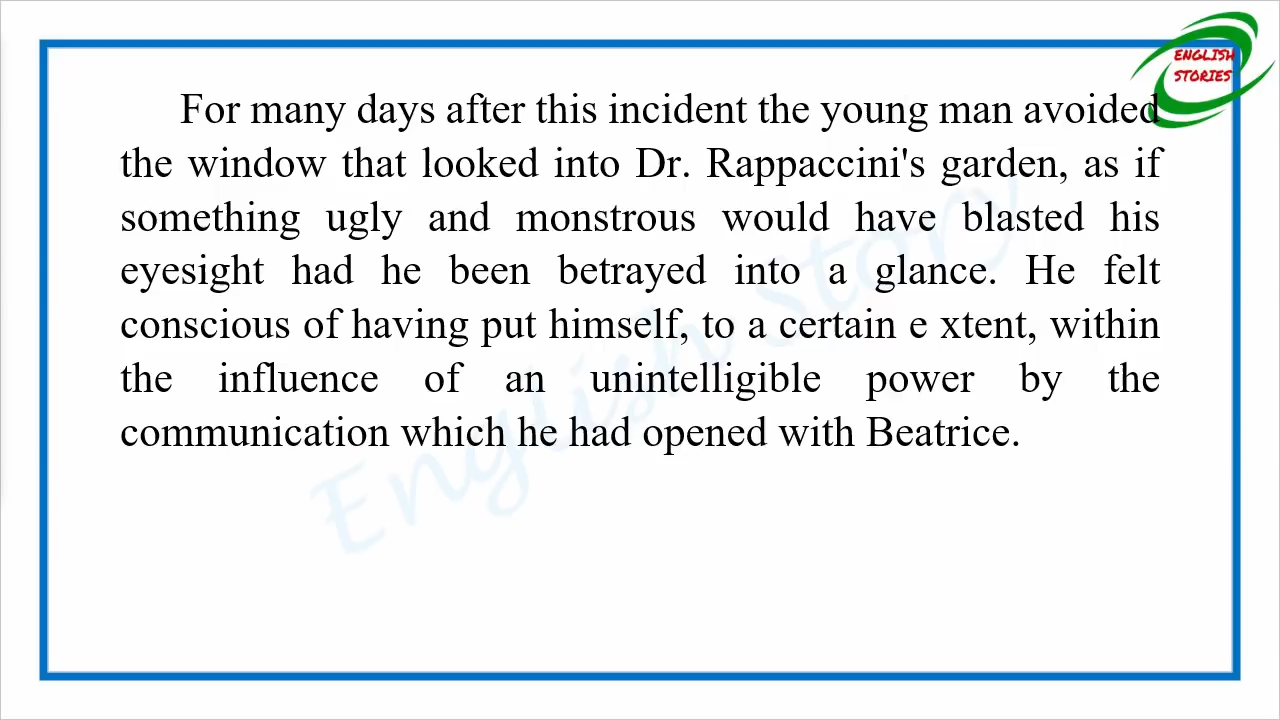 ENGLISH
STORIES
For many days after this incident the young man avoided
the window that looked into Dr. Rappaccini's garden, as if
something ugly and monstrous would have blasted his
eyesight had he been betrayed into a glance. He felt
conscious of having put himself, to a certain e xtent, within
the influence of an unintelligible power by the
communication which he had opened with Beatrice.
English Story